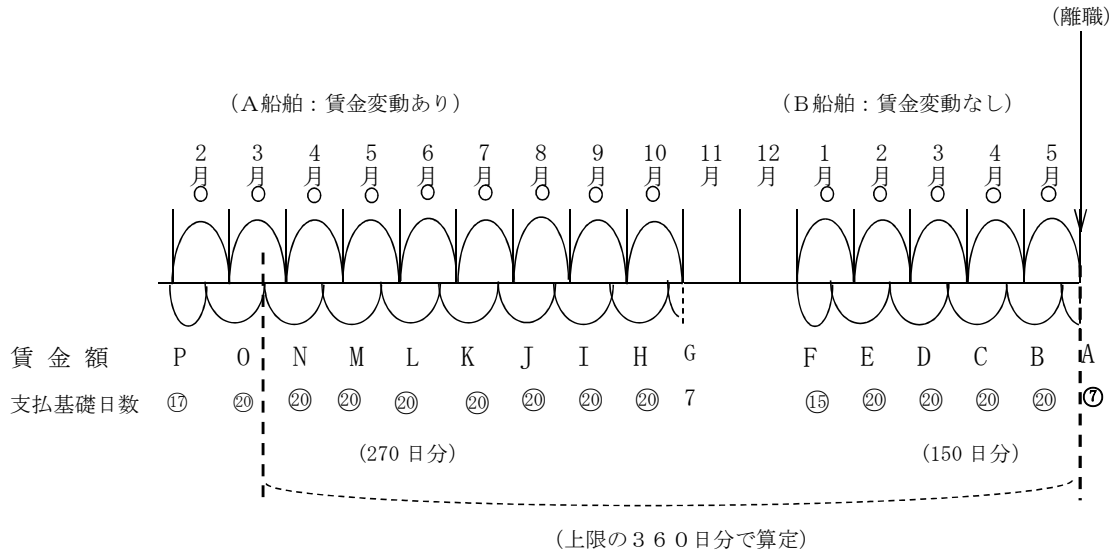 (離職)
(A船舶:賃金変動あり) (B船舶:賃金変動なし)
2月 3月 4月 5月 6月 7月 8月 9月 10月 11月 12月 1月 2月 3月 4月 5月
賃金額 P O N M L K J I H G F E D C B A
支払基礎日数 ⑰ ⑳ ⑳ ⑳ ⑳ ⑳ ⑳ ⑳ ⑳ 7 ⑮ ⑳ ⑳ ⑳ ⑳ ⑦
(270日分) (150日分)
(上限の360日分で算定)